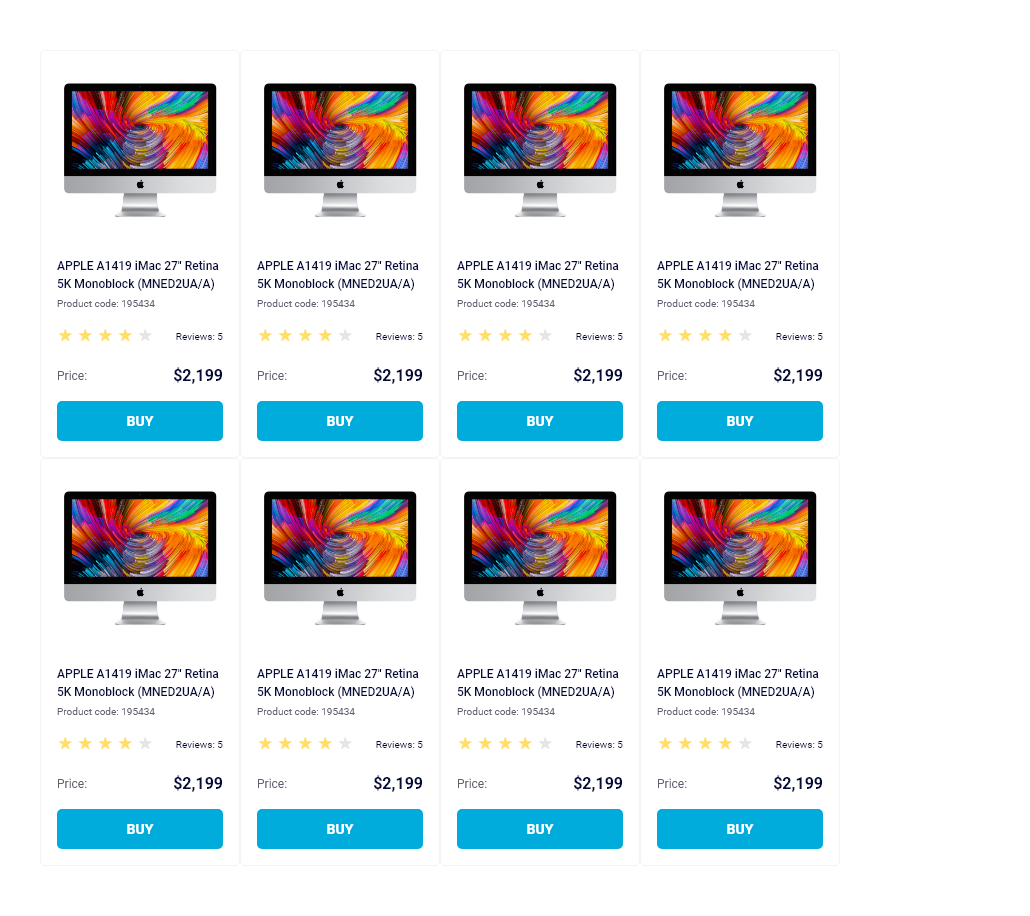 APPLE A1419 iMac 27" Retina
5K Monoblock (MNED2UA/A)
Product code: 195434
Reviews: 5
Price: $2,199
BUY
APPLE A1419 iMac 27" Retina
5K Monoblock (MNED2UA/A)
Product code: 195434
Reviews: 5
Price: $2,199
BUY
APPLE A1419 iMac 27" Retina
5K Monoblock (MNED2UA/A)
Product code: 195434
Reviews: 5
Price: $2,199
BUY
APPLE A1419 iMac 27" Retina
5K Monoblock (MNED2UA/A)
Product code: 195434
Reviews: 5
Price: $2,199
BUY
APPLE A1419 iMac 27" Retina
5K Monoblock (MNED2UA/A)
Product code: 195434
Reviews: 5
Price: $2,199
BUY
APPLE A1419 iMac 27" Retina
5K Monoblock (MNED2UA/A)
Product code: 195434
Reviews: 5
Price: $2,199
BUY
APPLE A1419 iMac 27" Retina
5K Monoblock (MNED2UA/A)
Product code: 195434
Reviews: 5
Price: $2,199
BUY
APPLE A1419 iMac 27" Retina
5K Monoblock (MNED2UA/A)
Product code: 195434
Reviews: 5
Price: $2,199
BUY